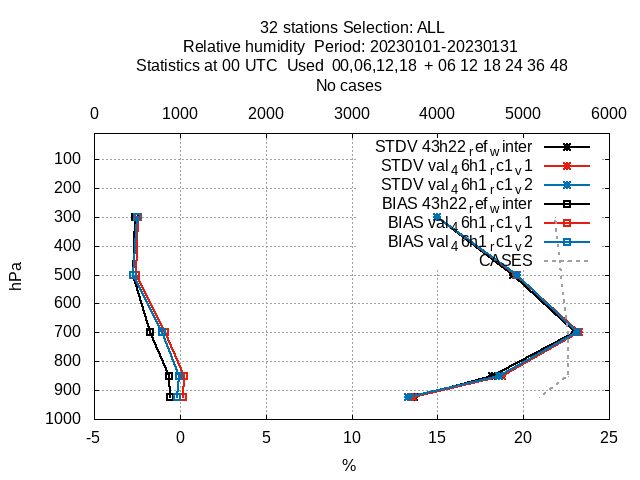 32 stations Selection: ALL
Relative humidity  Period: 20230101-20230131
Statistics at 00 UTC  Used  00,06,12,18  + 06 12 18 24 36 48
No cases
0 1000 2000 3000 4000 5000 6000
STDV 43h22_ref_winter
STDV val_46h1_rc1_v1
STDV val_46h1_rc1_v2
BIAS 43h22_ref_winter
BIAS val_46h1_rc1_v1
BIAS val_46h1_rc1_v2
CASES
100
200
300
400
500
600
700
800
900
1000
hPa
-5 0 5 10 15 20 25
%